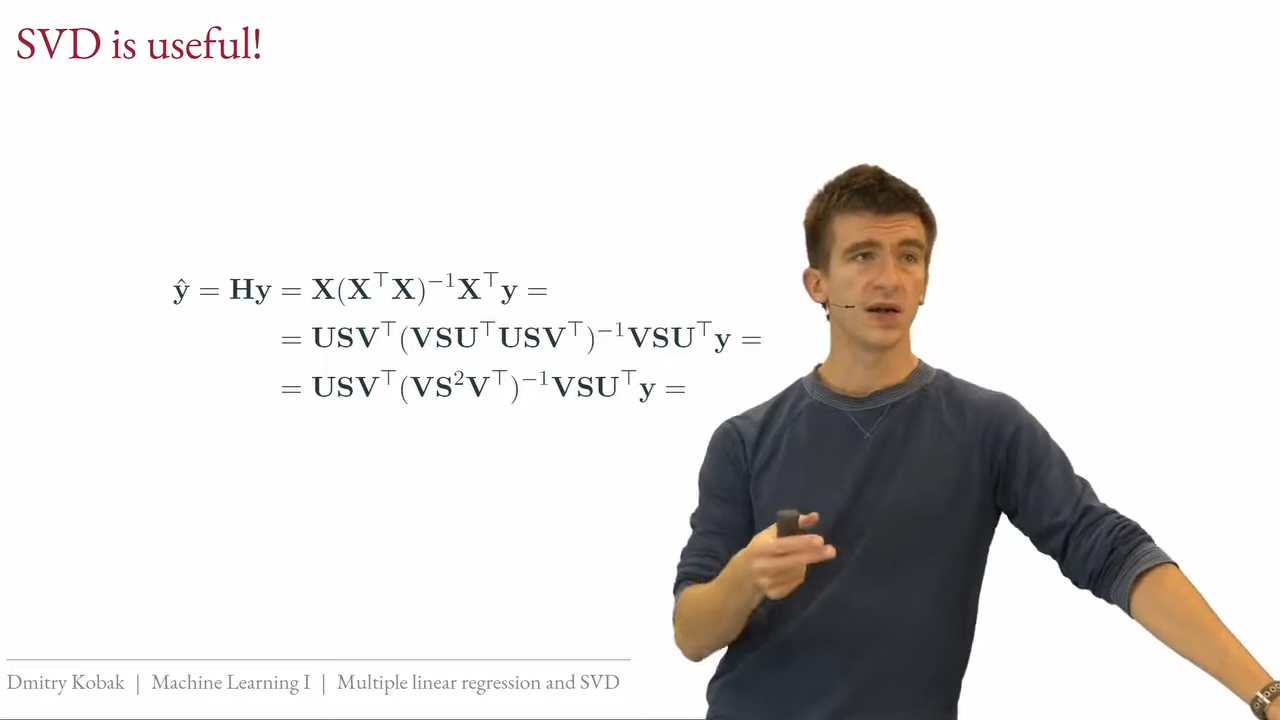 SVD is useful!
ŷ = Hy = X(X⊤X)⁻¹X⊤y =
= USV⊤(VSU⊤USV⊤)⁻¹VSU⊤y =
= USV⊤(VS²V⊤)⁻¹VSU⊤y =
Dmitry Kobak | Machine Learning I | Multiple linear regression and SVD